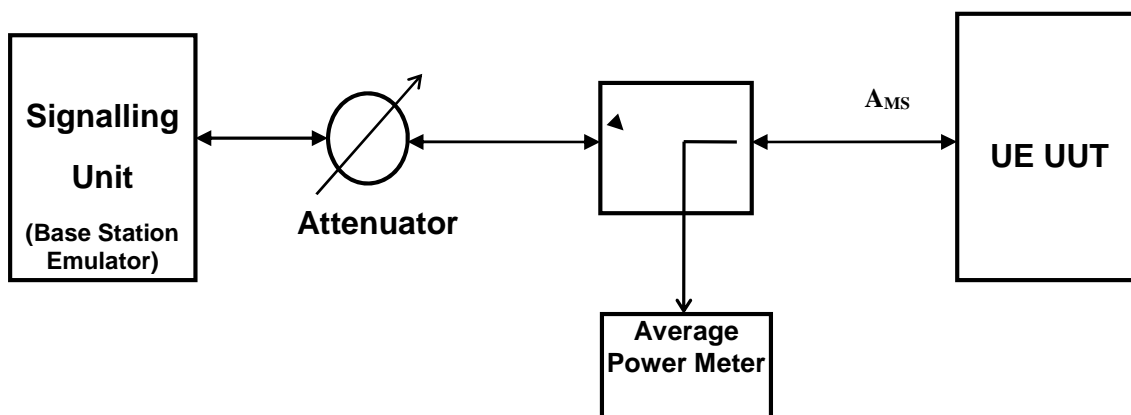 Signalling
Unit
(Base Station
Emulator)
Attenuator
AMS
UE UUT
Average
Power Meter